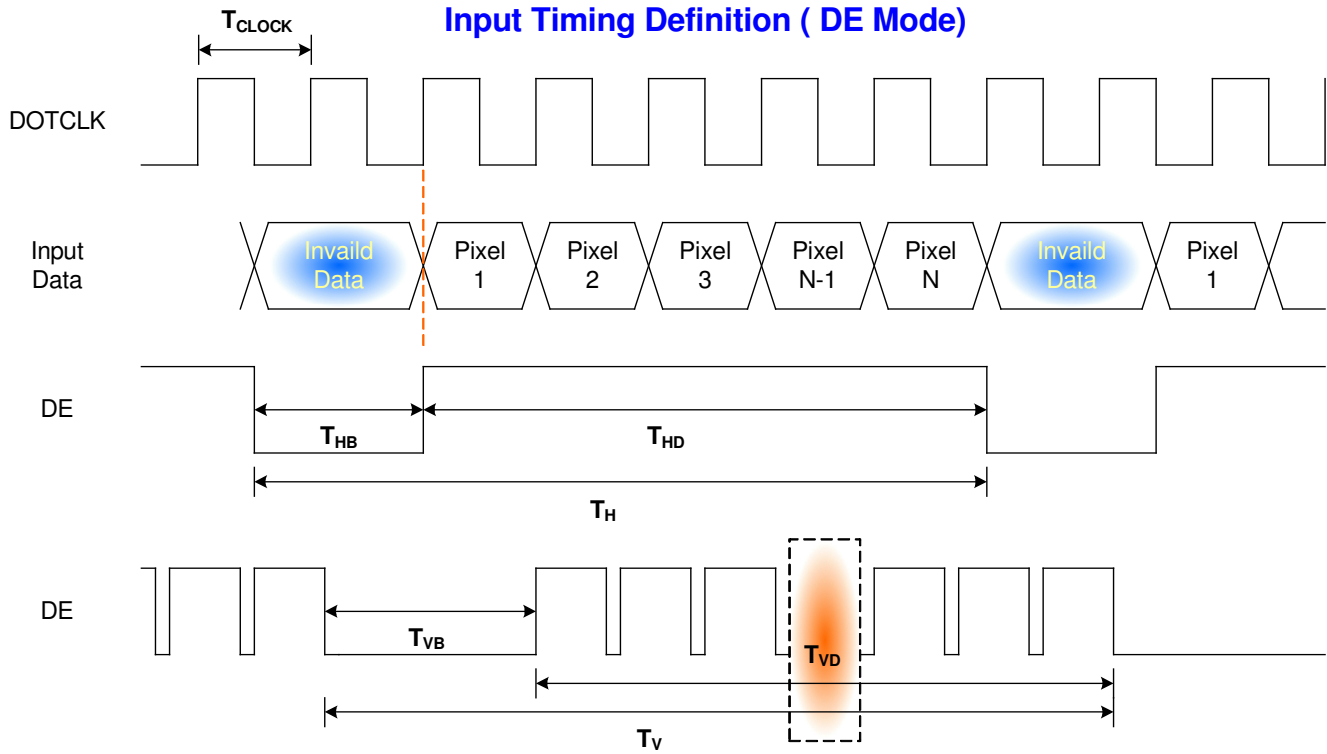 Input Timing Definition ( DE Mode)
TCLOCK
DOTCLK
Input
Data
Invaild
Data
Pixel
1
Pixel
2
Pixel
3
Pixel
N-1
Pixel
N
Invaild
Data
Pixel
1
DE
THB
THD
TH
DE
TVB
TVD
TV